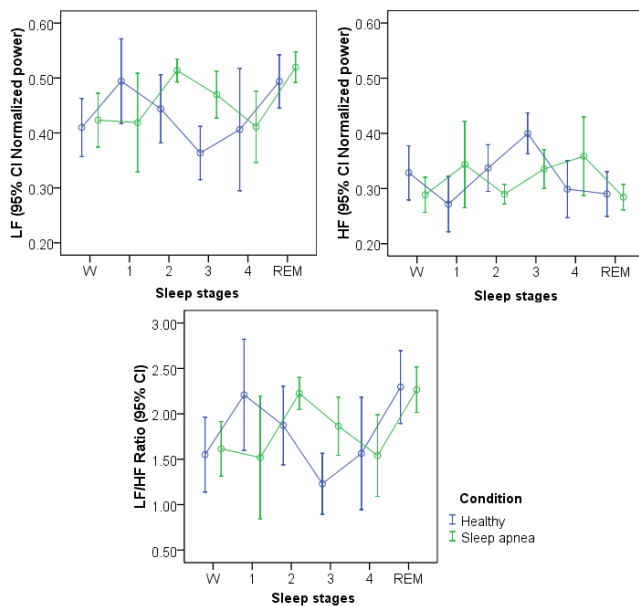 LF (95% CI Normalized power)
0.60
0.50
0.40
0.30
0.20
W 1 2 3 4 REM
Sleep stages
HF (95% CI Normalized power)
0.60
0.50
0.40
0.30
0.20
W 1 2 3 4 REM
Sleep stages
LF/HF Ratio (95% CI)
3.00
2.50
2.00
1.50
1.00
0.50
W 1 2 3 4 REM
Sleep stages
Condition
Healthy
Sleep apnea